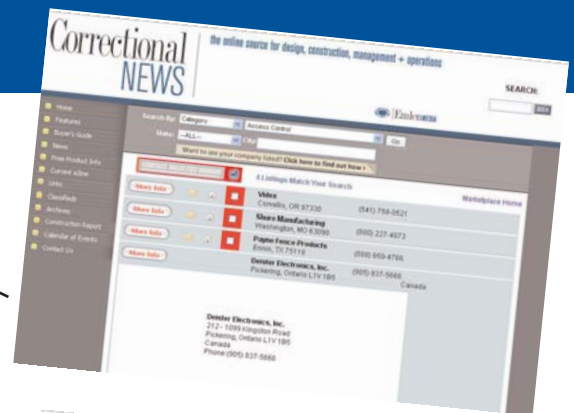 Correctional
NEWS
the online source for design, construction, management + operations
SEARCH:
Emlen
Home
Features
Buyer's Guide
News
Free Product Info
Current eZine
Links
Classifieds
Archives
Construction Report
Calendar of Events
Contact Us
Search For Category Access Control Go
State: --ALL-- City:
Want to see your company listed? Click here to find out how
4 Listings Match Your Search
Marketplace Home
More Info Videx (541) 758-0521
Corvallis, OR 97330
More Info Manufacturing (800) 227-4873
Washington, MO 63090
More Info Payne Fence Products
Ennis, TX 75119
More Info Deister Electronics, Inc. (905) 837-5666
Pickering, Ontario L1V 1B5 Canada
Deister Electronics, Inc.
212 - 1099 Kingston Road
Pickering, Ontario L1V 1B5
Canada
Phone:(905) 837-5666